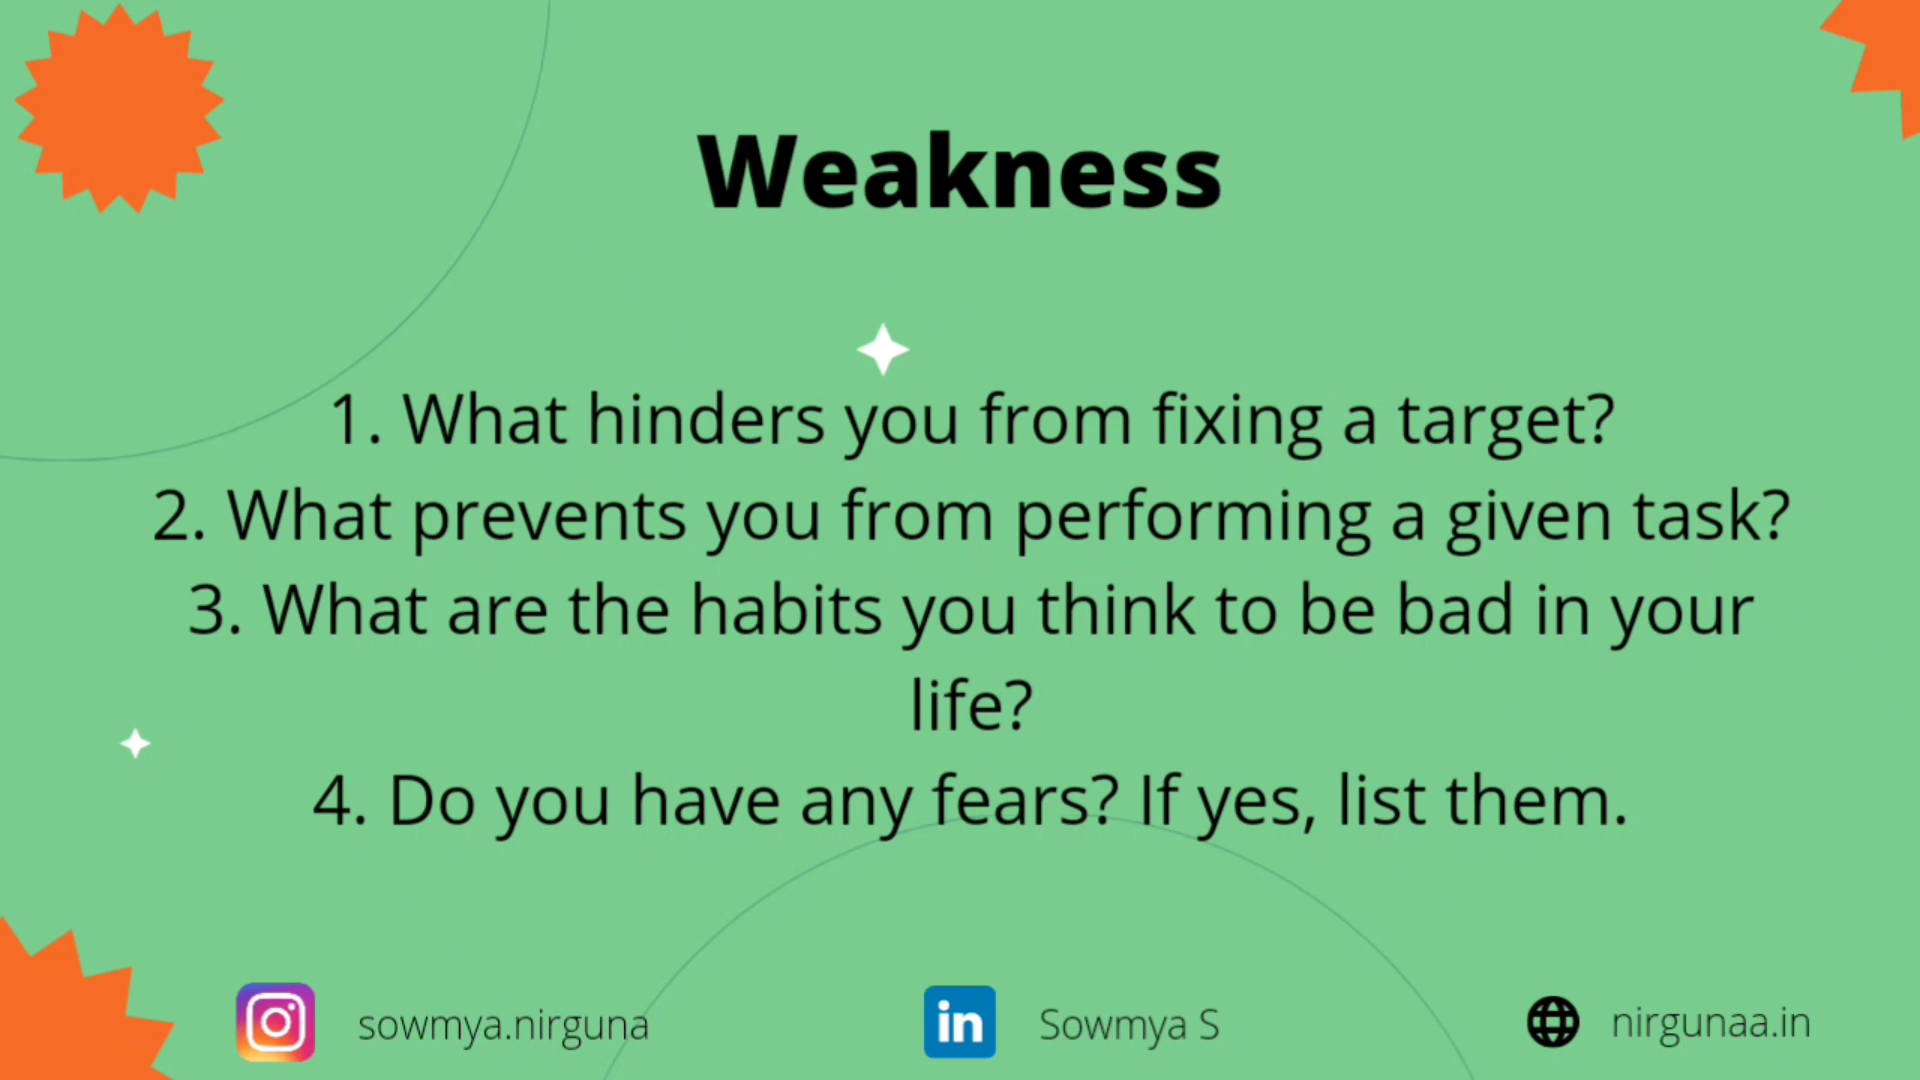 Weakness
1. What hinders you from fixing a target?
2. What prevents you from performing a given task?
3. What are the habits you think to be bad in your
life?
4. Do you have any fears? If yes, list them.
sowmya.nirguna
in
Sowmya S
nirgunaa.in